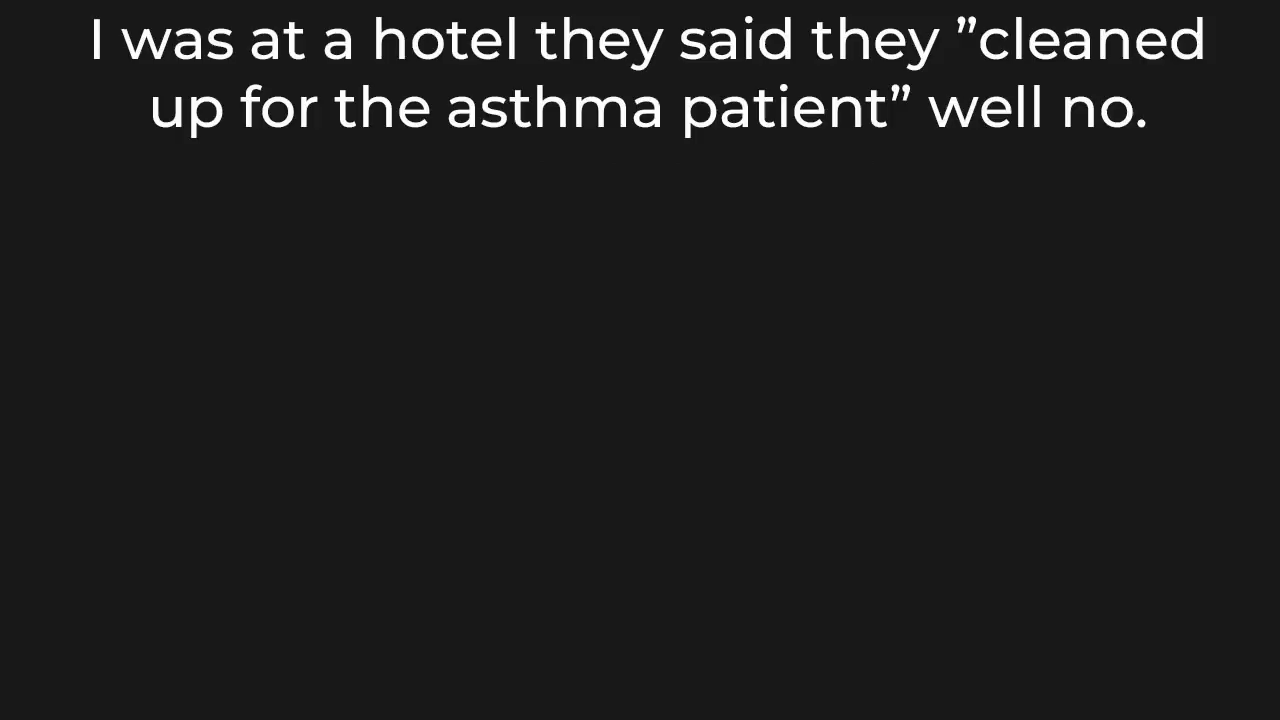 I was at a hotel they said they ”cleaned
up for the asthma patient” well no.